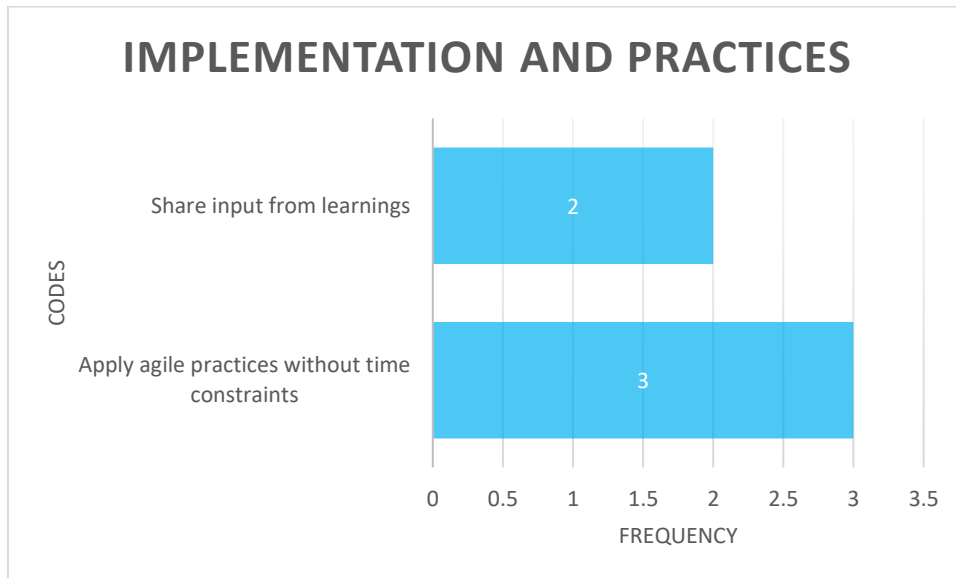 IMPLEMENTATION AND PRACTICES
Share input from learnings
2
CODES
Apply agile practices without time
constraints
3
0 0.5 1 1.5 2 2.5 3 3.5
FREQUENCY